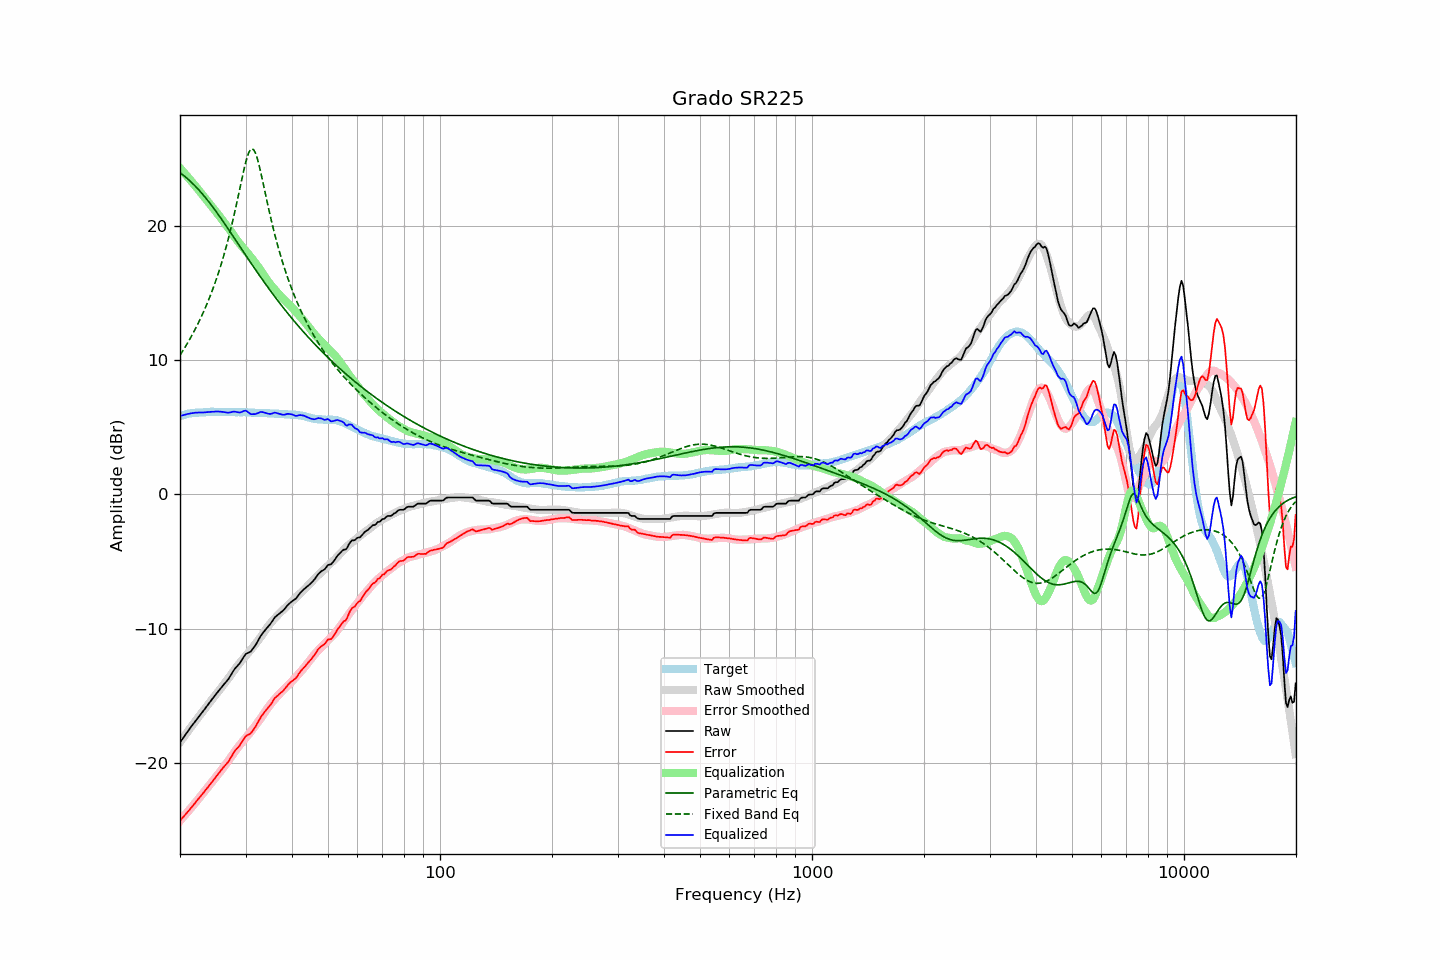 Grado SR225
Amplitude (dBr)
20
10
0
−10
−20
Target
Raw Smoothed
Error Smoothed
Raw
Error
Equalization
Parametric Eq
Fixed Band Eq
Equalized
100
1000
10000
Frequency (Hz)